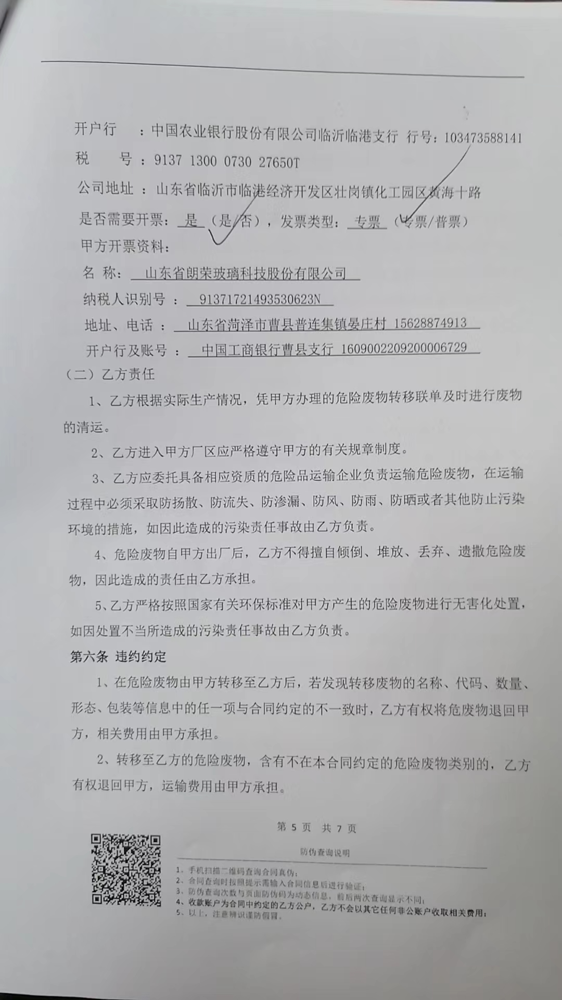 开户行 :中国农业银行股份有限公司临沂临港支行 行号:103473588141
税 号 :9137 1300 0730 27650T
公司地址 :山东省临沂市临港经济开发区壮岗镇化工园区黄海十路
是否需要开票: 是 (是/否),发票类型: 专票 (专票/普票)
甲方开票资料:
名 称: 山东省朗荣玻璃科技股份有限公司
纳税人识别号 : 91371721493530623N
地址、电话 : 山东省菏泽市曹县普连集镇晏庄村 15628874913
开户行及账号 : 中国工商银行曹县支行 1609002209200006729
(二)乙方责任
1、乙方根据实际生产情况,凭甲方办理的危险废物转移联单及时进行废物
的清运。
2、乙方进入甲方厂区应严格遵守甲方的有关规章制度。
3、乙方应委托具备相应资质的危险品运输企业负责运输危险废物,在运输
过程中必须采取防扬散、防流失、防渗漏、防风、防雨、防晒或者其他防止污染
环境的措施,如因此造成的污染责任事故由乙方负责。
4、危险废物自甲方出厂后,乙方不得擅自倾倒、堆放、丢弃、遗撒危险废
物,因此造成的责任由乙方承担。
5、乙方严格按照国家有关环保标准对甲方产生的危险废物进行无害化处置,
如因处置不当所造成的污染责任事故由乙方负责。
第六条 违约约定
1、在危险废物由甲方转移至乙方后,若发现转移废物的名称、代码、数量、
形态、包装等信息中的任一项与合同约定的不一致时,乙方有权将危废物退回甲
方,相关费用由甲方承担。
2、转移至乙方的危险废物,含有不在本合同约定的危险废物类别的,乙方
有权退回甲方,运输费用由甲方承担。
第 5 页 共 7 页
防伪查询说明
1、手机扫描二维码查询合同真伪;
2、合同查询时按照提示需输入合同信息后进行验证;
3、防伪查询次数与页面防伪码为动态信息,前后两次查询显示不同;
4、收款账户为合同中约定的乙方公户,乙方不会以其它任何非公账户收取相关费用;
5、以上,注意辨识谨防假冒。